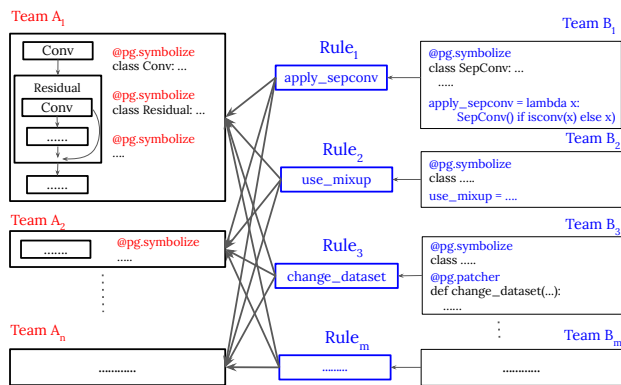 Team A1
Conv
Residual
Conv
......
......
@pg.symbolize
class Conv: ...
@pg.symbolize
class Residual: ...
@pg.symbolize
....
Team A2
.......
@pg.symbolize
.....
Team An
............
Rule1
apply_sepconv
Rule2
use_mixup
Rule3
change_dataset
Rulem
.........
Team B1
@pg.symbolize
class SepConv: ...
.....
apply_sepconv = lambda x:
SepConv() if isconv(x) else x)
Team B2
@pg.symbolize
class .....
use_mixup = ....
Team B3
@pg.symbolize
class .....
@pg.patcher
def change_dataset(...):
......
Team Bm
............